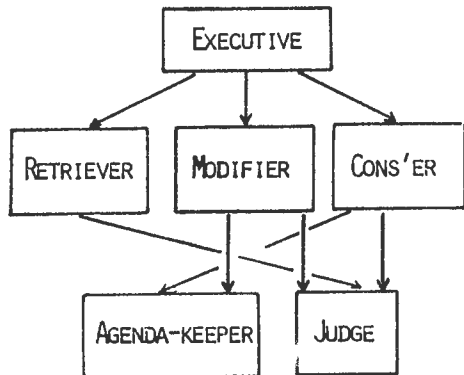 EXECUTIVE
RETRIEVER
MODIFIER
CONS'ER
AGENDA-KEEPER
JUDGE